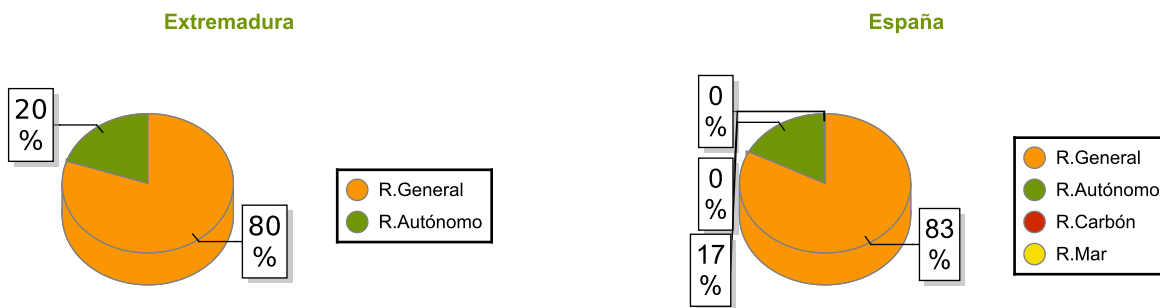 Extremadura
20
%
80
%
R.General
R.Autónomo
España
0
%
0
%
17
%
83
%
R.General
R.Autónomo
R.Carbón
R.Mar